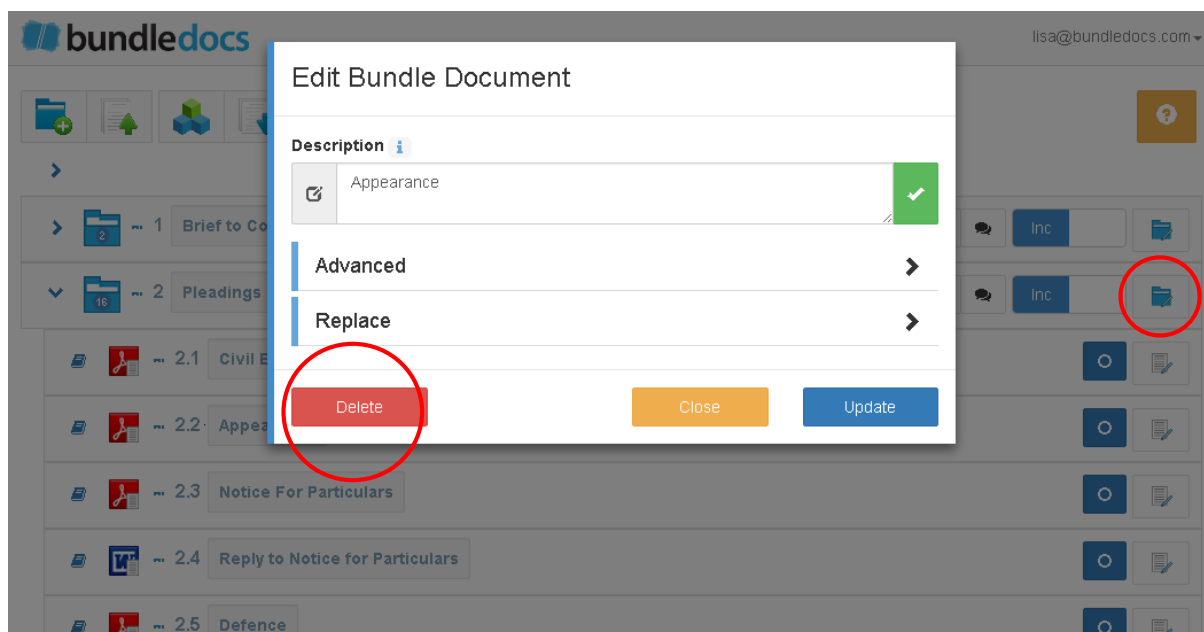 bundledocs
lisa@bundledocs.com
Edit Bundle Document
Description i
Appearance
Advanced
Replace
Delete Close Update
2 1 Brief to Co Inc
16 2 Pleadings Inc
2.1 Civil
2.2 Appea
2.3 Notice For Particulars
2.4 Reply to Notice for Particulars
2.5 Defence